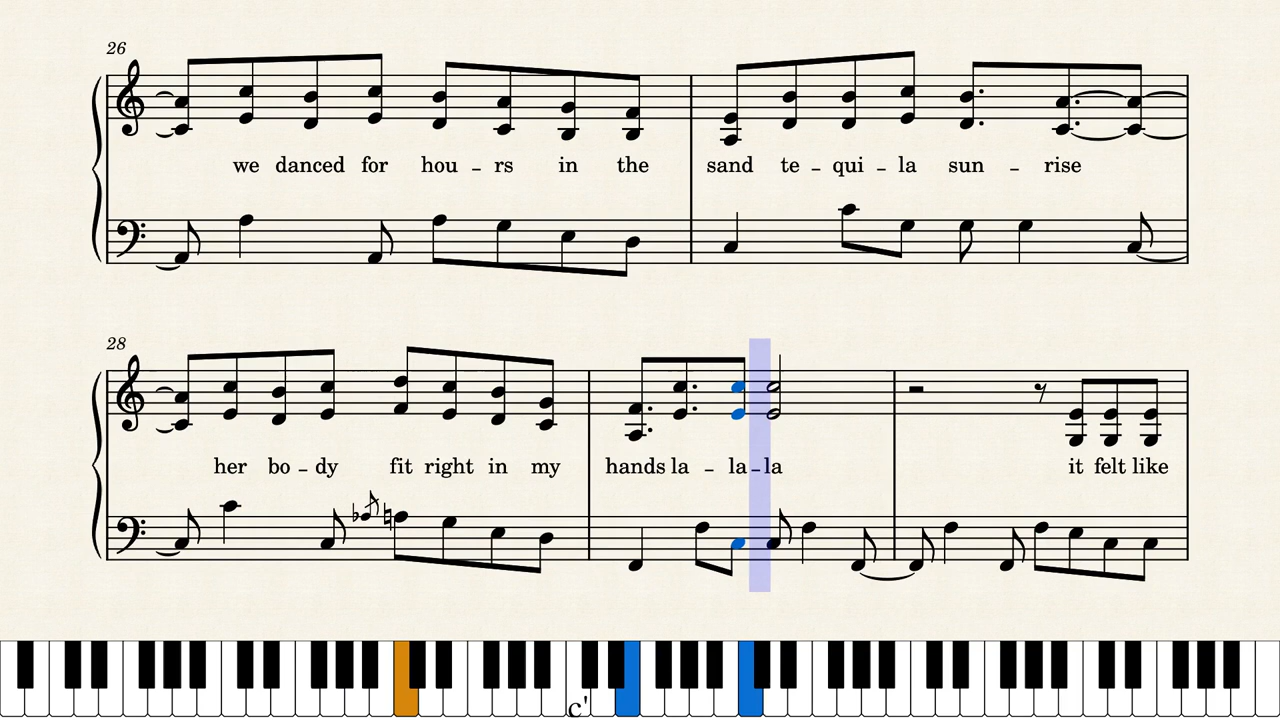 26
we danced for hou - rs in the sand te - qui - la sun - rise
28
her bo - dy fit right in my hands la - la - la it felt like
c'